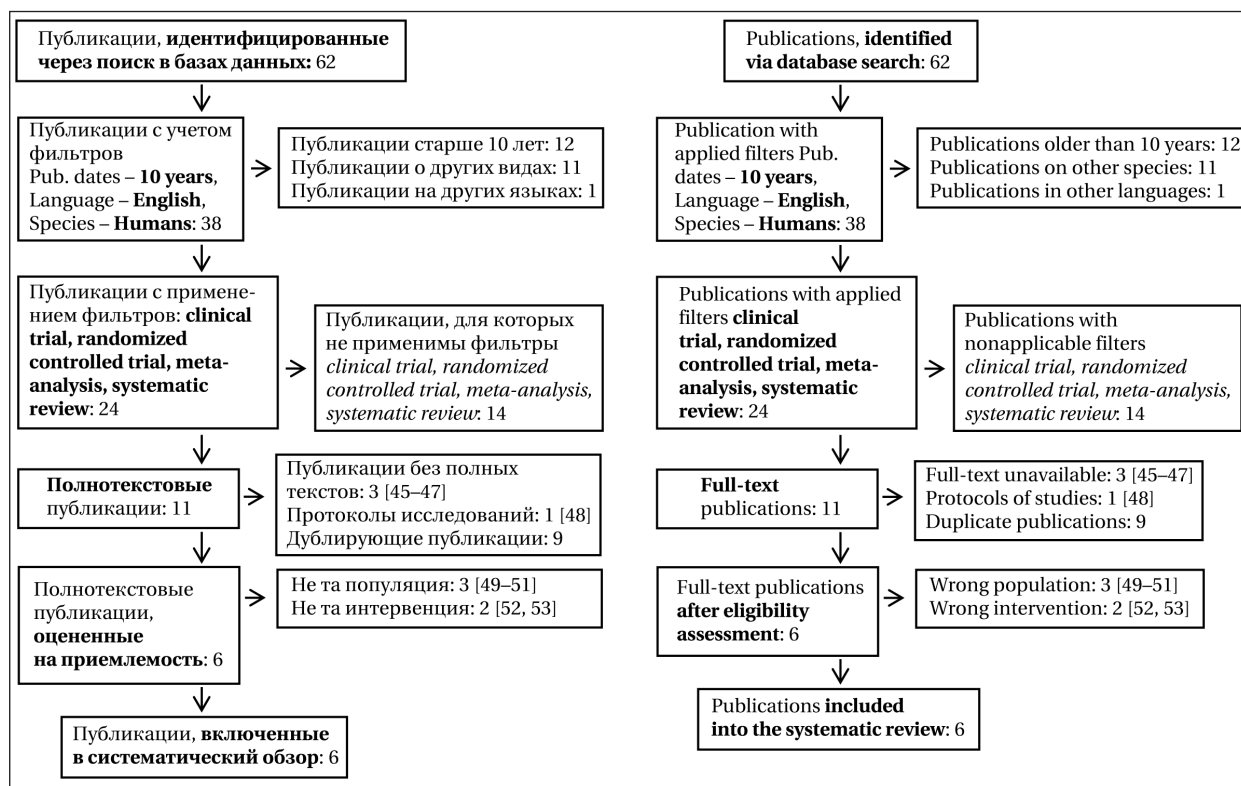 Публикации, идентифицированные
через поиск в базах данных: 62
Публикации с учетом
фильтров
Pub. dates – 10 years,
Language – English,
Species – Humans: 38
Публикации старше 10 лет: 12
Публикации о других видах: 11
Публикации на других языках: 1
Публикации с примене-
нием фильтров: clinical
trial, randomized
controlled trial, meta-
analysis, systematic
review: 24
Публикации, для которых
не применимы фильтры
clinical trial, randomized
controlled trial, meta-analysis,
systematic review: 14
Полнотекстовые
публикации: 11
Публикации без полных
текстов: 3 [45–47]
Протоколы исследований: 1 [48]
Дублирующие публикации: 9
Полнотекстовые
публикации,
оцененные
на приемлемость: 6
Не та популяция: 3 [49–51]
Не та интервенция: 2 [52, 53]
Публикации, включенные
в систематический обзор: 6
Publications, identified
via database search: 62
Publication with
applied filters Pub.
dates – 10 years,
Language – English,
Species – Humans: 38
Publications older than 10 years: 12
Publications on other species: 11
Publications in other languages: 1
Publications with applied
filters clinical
trial, randomized
controlled trial, meta-
analysis, systematic
review: 24
Publications with
nonapplicable filters
clinical trial, randomized
controlled trial, meta-analysis,
systematic review: 14
Full-text
publications: 11
Full-text unavailable: 3 [45–47]
Protocols of studies: 1 [48]
Duplicate publications: 9
Full-text publications
after eligibility
assessment: 6
Wrong population: 3 [49–51]
Wrong intervention: 2 [52, 53]
Publications included
into the systematic review: 6